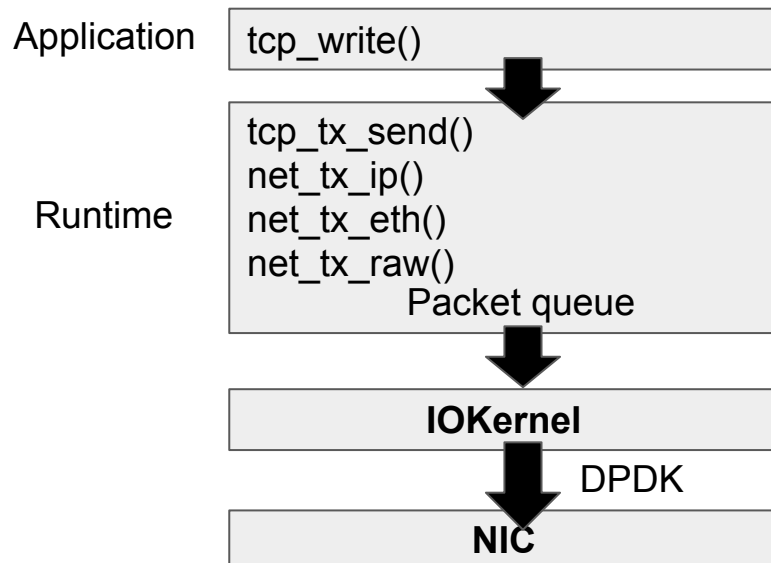 Application
tcp_write()
Runtime
tcp_tx_send()
net_tx_ip()
net_tx_eth()
net_tx_raw()
Packet queue
IOKernel
DPDK
NIC